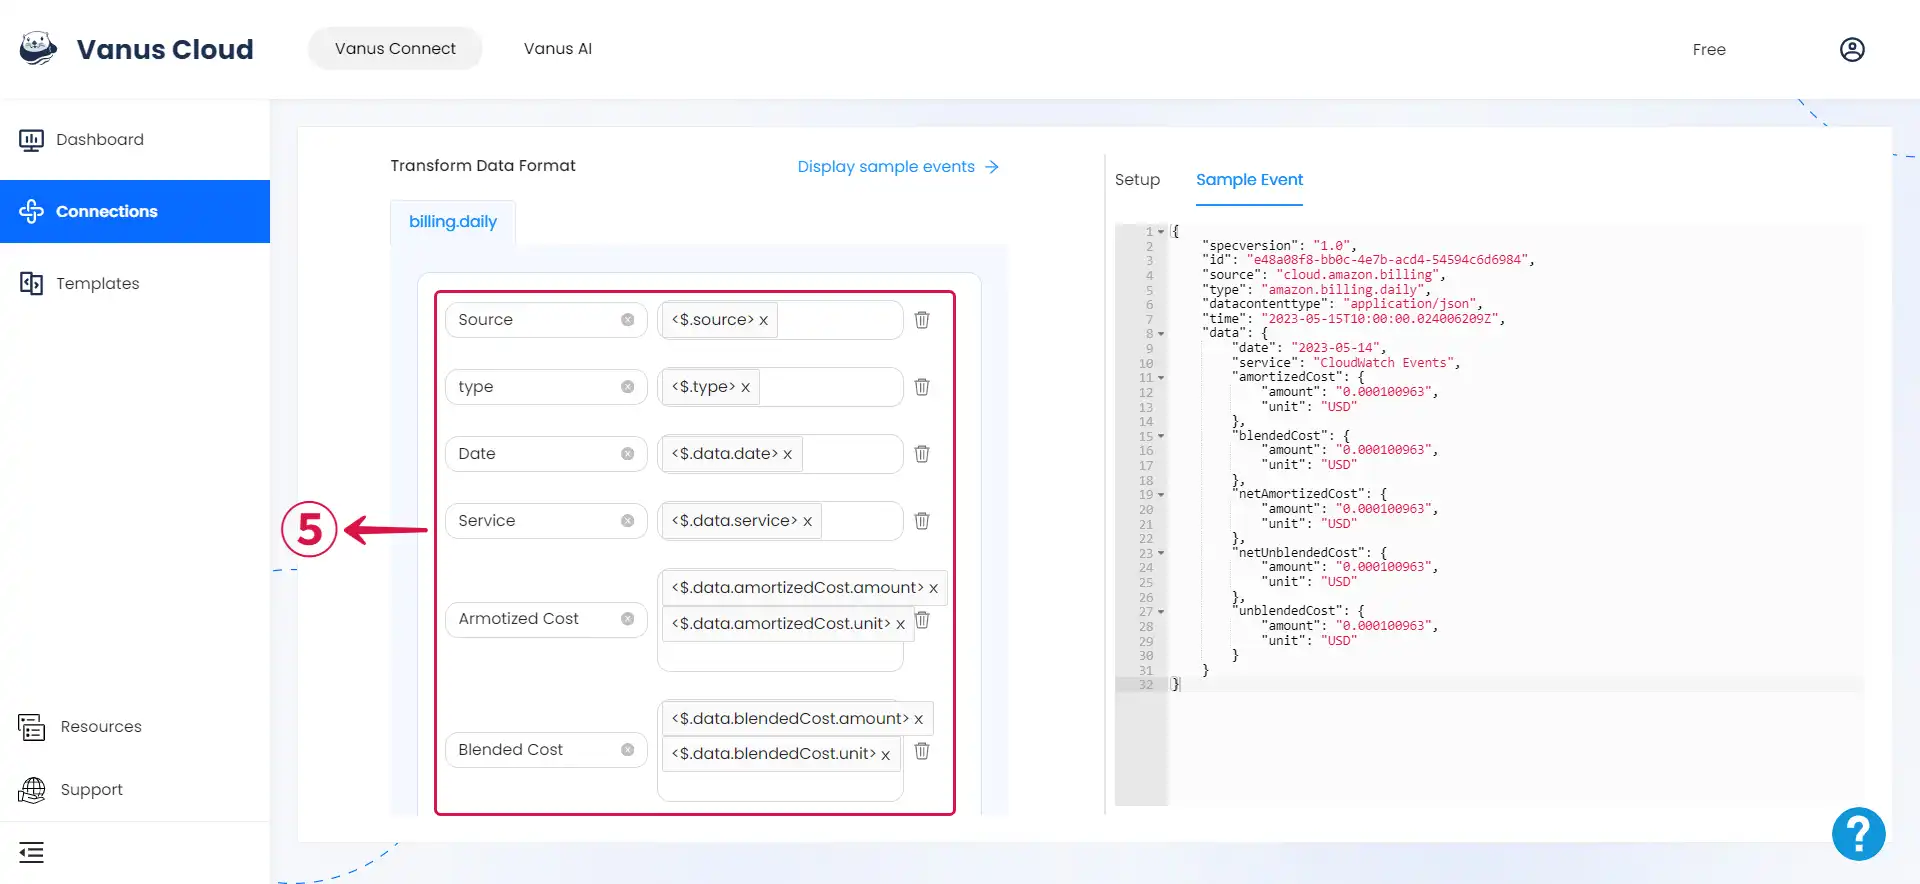 Vanus Cloud
Vanus Connect
Vanus AI
Free
Dashboard
Connections
Templates
Resources
Support
Transform Data Format
Display sample events →
billing.daily
Source
<$.source> x
type
<$.type> x
Date
<$.data.date> x
Service
<$.data.service> x
Armotized Cost
<$.data.amortizedCost.amount> x
<$.data.amortizedCost.unit> x
Blended Cost
<$.data.blendedCost.amount> x
<$.data.blendedCost.unit> x
5
Setup
Sample Event
1 {
2 "specversion": "1.0",
3 "id": "e48a08f8-bb0c-4e7b-acd4-54594c6d6984",
4 "source": "cloud.amazon.billing",
5 "type": "amazon.billing.daily",
6 "datacontenttype": "application/json",
7 "time": "2023-05-15T10:00:00.024006209Z",
8 "data": {
9 "date": "2023-05-14",
10 "service": "CloudWatch Events",
11 "amortizedCost": {
12 "amount": "0.000100963",
13 "unit": "USD"
14 },
15 "blendedCost": {
16 "amount": "0.000100963",
17 "unit": "USD"
18 },
19 "netAmortizedCost": {
20 "amount": "0.000100963",
21 "unit": "USD"
22 },
23 "netUnblendedCost": {
24 "amount": "0.000100963",
25 "unit": "USD"
26 },
27 "unblendedCost": {
28 "amount": "0.000100963",
29 "unit": "USD"
30 }
31 }
32 }
?